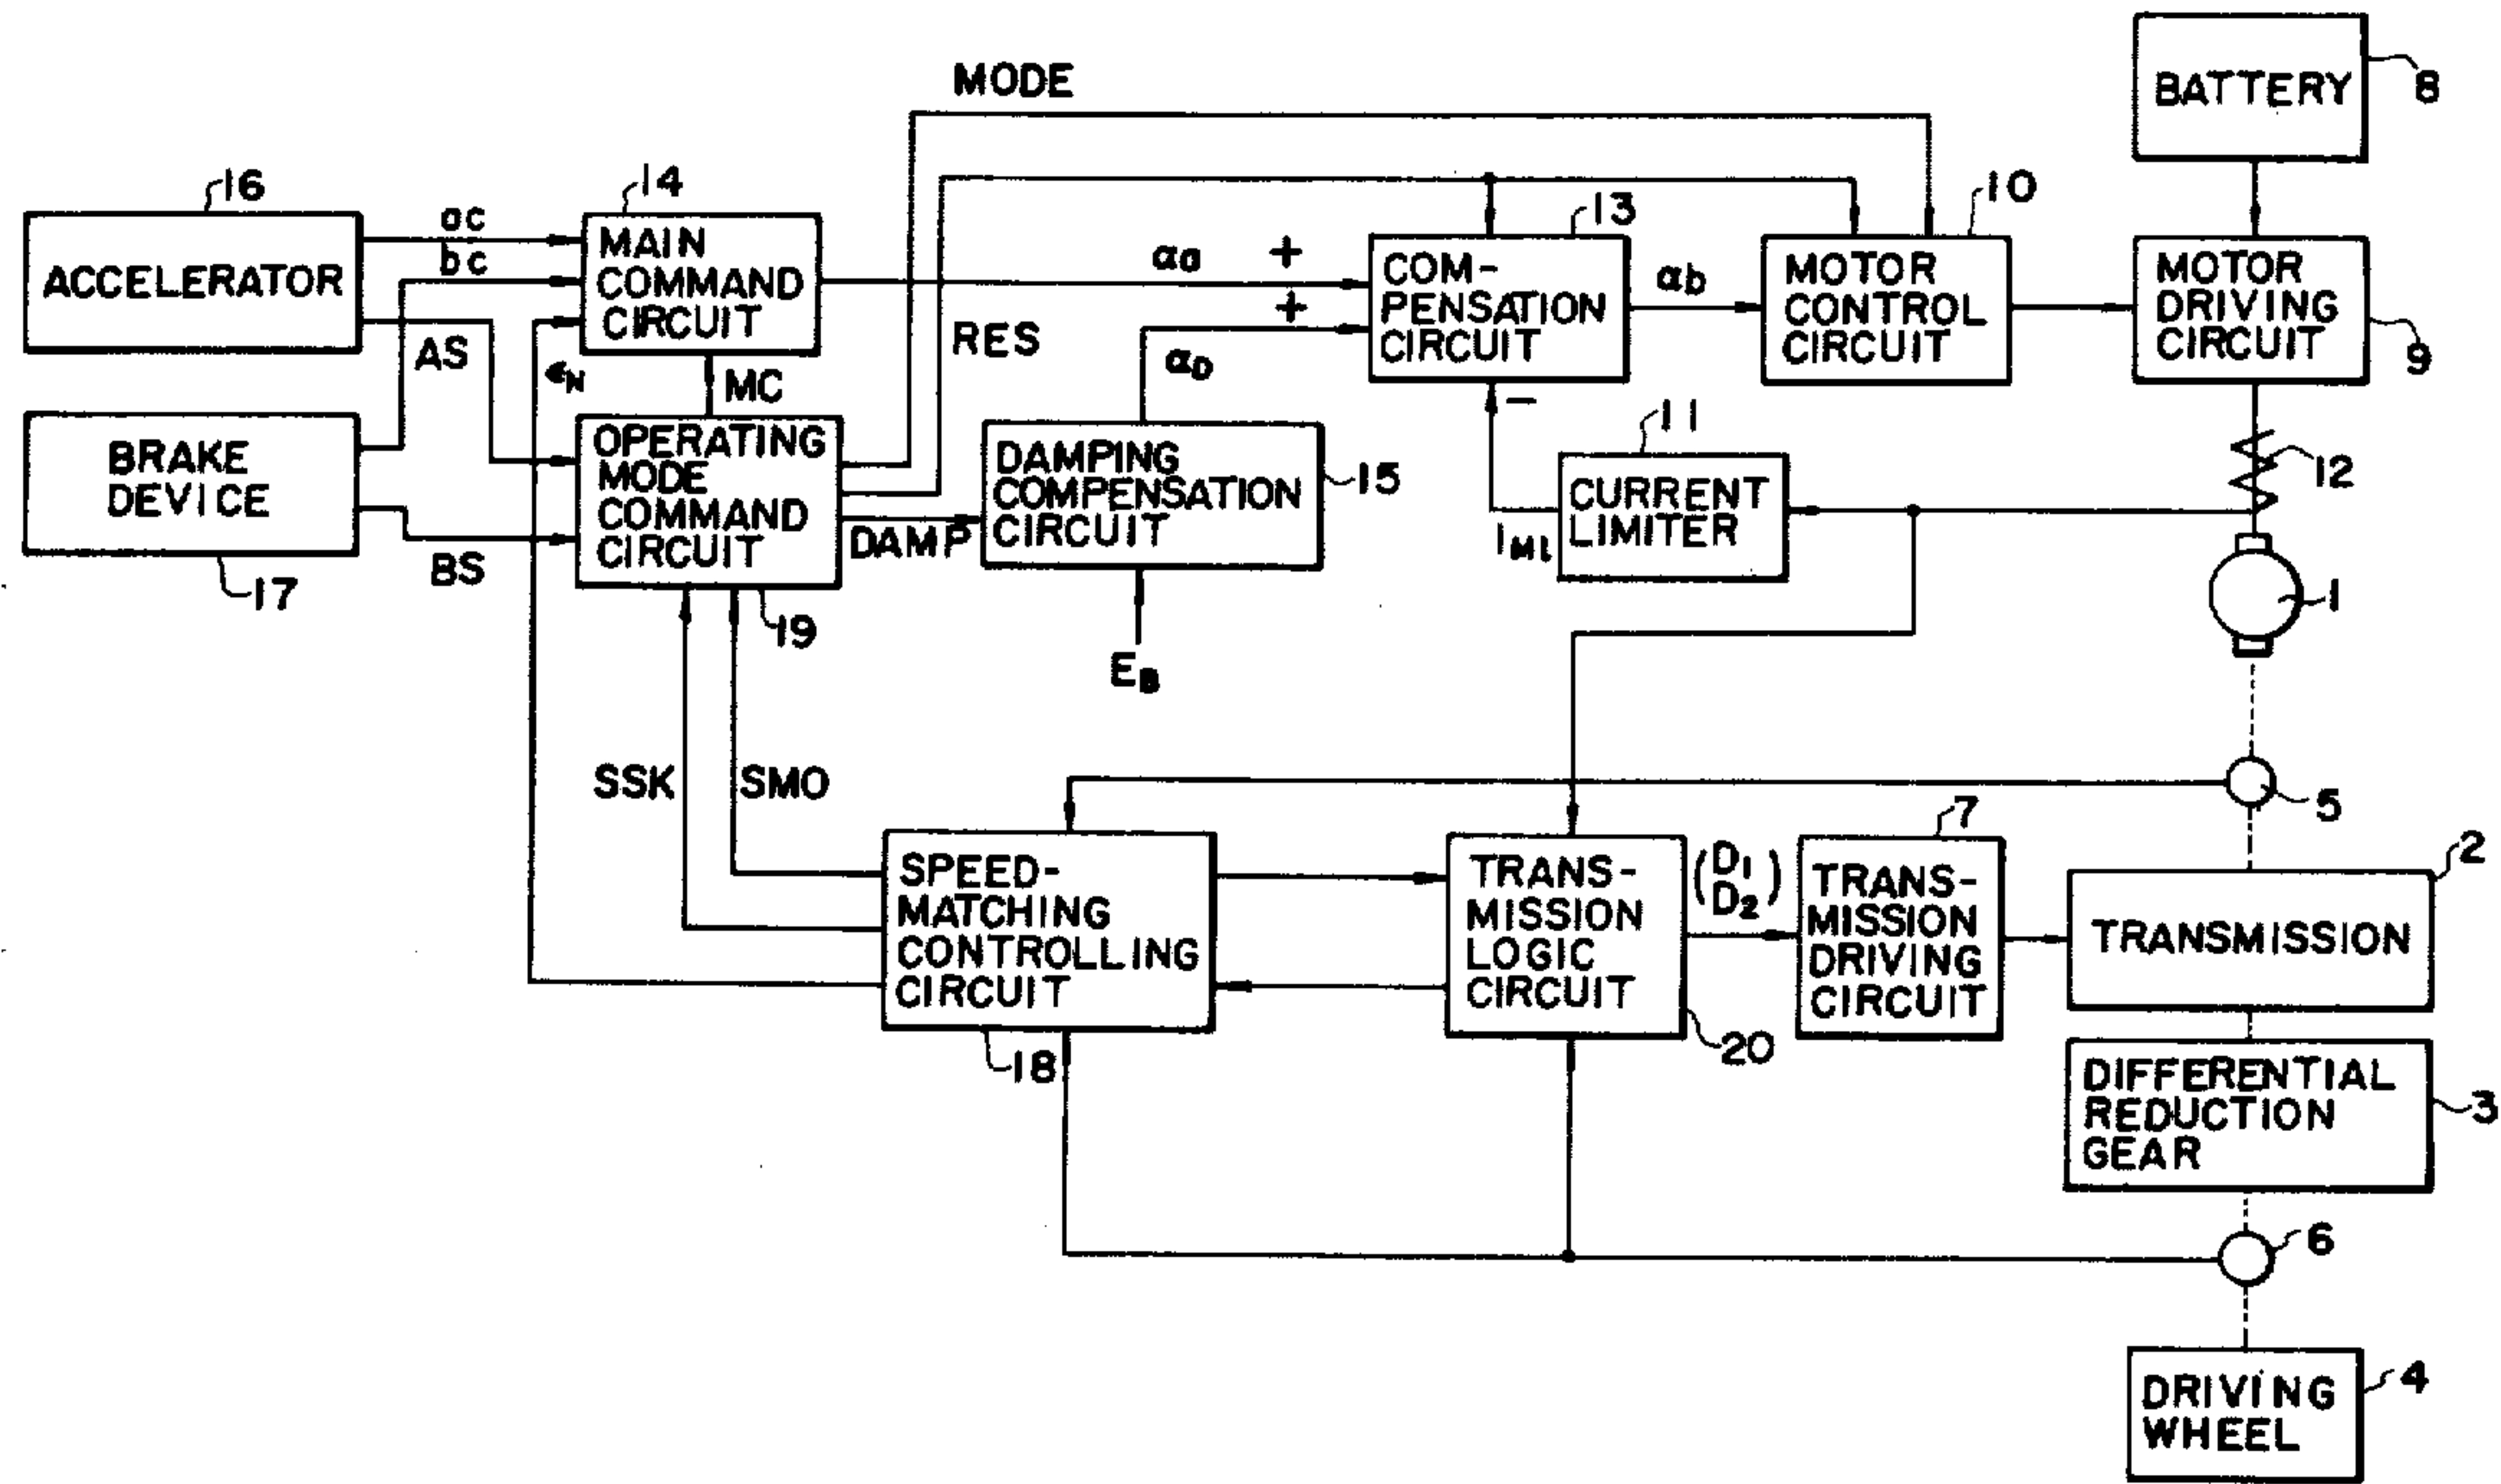 MODE
BATTERY
8
16
14
13
10
ac
bc
ACCELERATOR
MAIN
COMMAND
CIRCUIT
αa
+
+
COM-
PENSATION
CIRCUIT
αb
MOTOR
CONTROL
CIRCUIT
MOTOR
DRIVING
CIRCUIT
9
AS
εN
MC
RES
αD
−
11
BRAKE
DEVICE
17
BS
OPERATING
MODE
COMMAND
CIRCUIT
19
DAMP
DAMPING
COMPENSATION
CIRCUIT
15
EB
IML
CURRENT
LIMITER
12
1
SSK
SMO
5
7
2
SPEED-
MATCHING
CONTROLLING
CIRCUIT
18
TRANS-
MISSION
LOGIC
CIRCUIT
20
(D1
D2)
TRANS-
MISSION
DRIVING
CIRCUIT
TRANSMISSION
DIFFERENTIAL
REDUCTION
GEAR
3
6
DRIVING
WHEEL
4